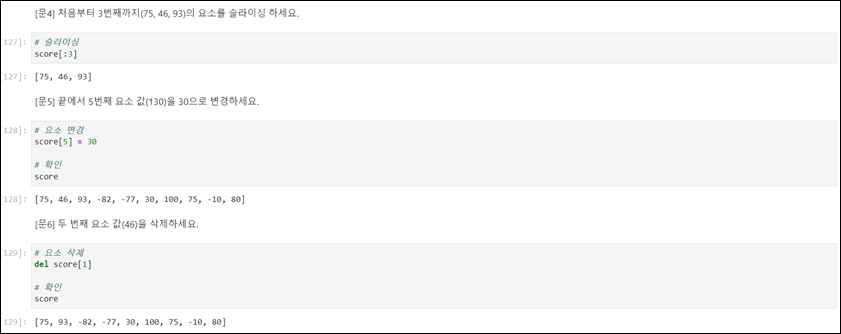 [문4] 처음부터 3번째까지(75, 46, 93)의 요소를 슬라이싱 하세요.
127]: # 슬라이싱
score[:3]
127]: [75, 46, 93]
[문5] 끝에서 5번째 요소 값(130)을 30으로 변경하세요.
128]: # 요소 변경
score[5] = 30
# 확인
score
128]: [75, 46, 93, -82, -77, 30, 100, 75, -10, 80]
[문6] 두 번째 요소 값(46)을 삭제하세요.
129]: # 요소 삭제
del score[1]
# 확인
score
129]: [75, 93, -82, -77, 30, 100, 75, -10, 80]